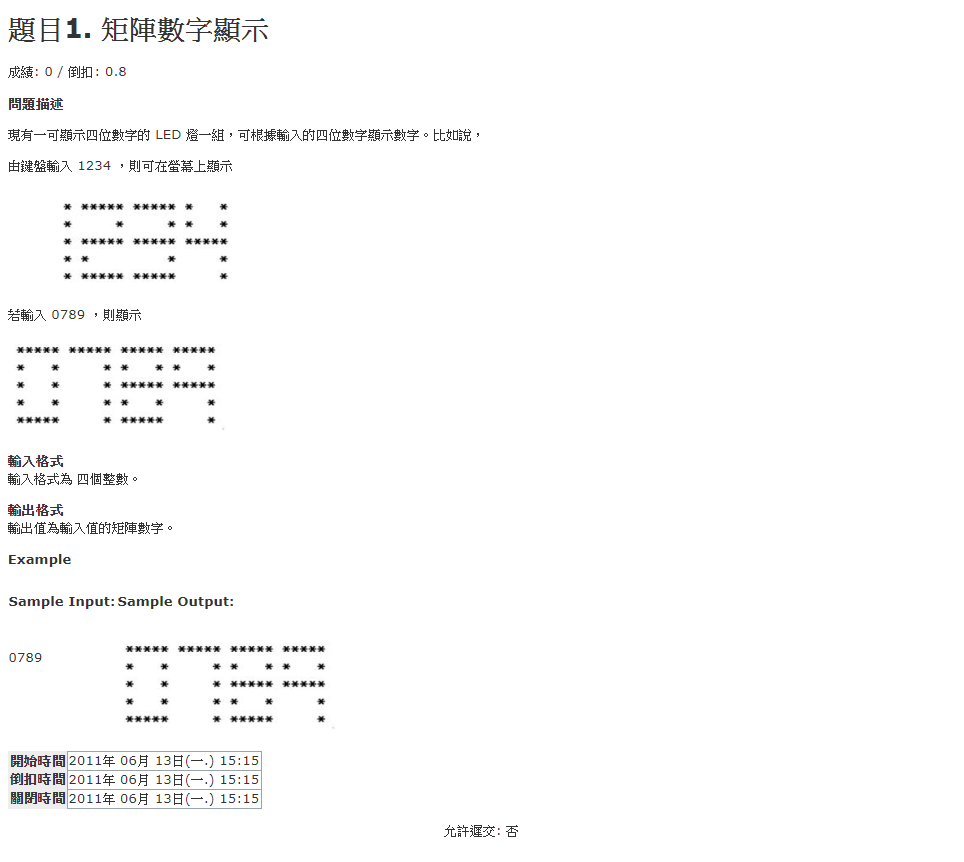 題目1. 矩陣數字顯示
成績: 0 / 倒扣: 0.8
問題描述
現有一可顯示四位數字的 LED 燈一組，可根據輸入的四位數字顯示數字。比如說，
由鍵盤輸入 1234 ，則可在螢幕上顯示
* ***** ***** *   *
*     *     * *   *
* ***** ***** *****
* *         *     *
* ***** *****     *
若輸入 0789 ，則顯示
***** ***** ***** *****
*   *     * *   * *   *
*   *     * ***** *****
*   *     * *   *     *
*****     * *****     *
輸入格式
輸入格式為 四個整數。
輸出格式
輸出值為輸入值的矩陣數字。
Example
Sample Input: Sample Output:
0789
***** ***** ***** *****
*   *     * *   * *   *
*   *     * ***** *****
*   *     * *   *     *
*****     * *****     *
開始時間 2011年 06月 13日(一.) 15:15
倒扣時間 2011年 06月 13日(一.) 15:15
關閉時間 2011年 06月 13日(一.) 15:15
允許遲交: 否